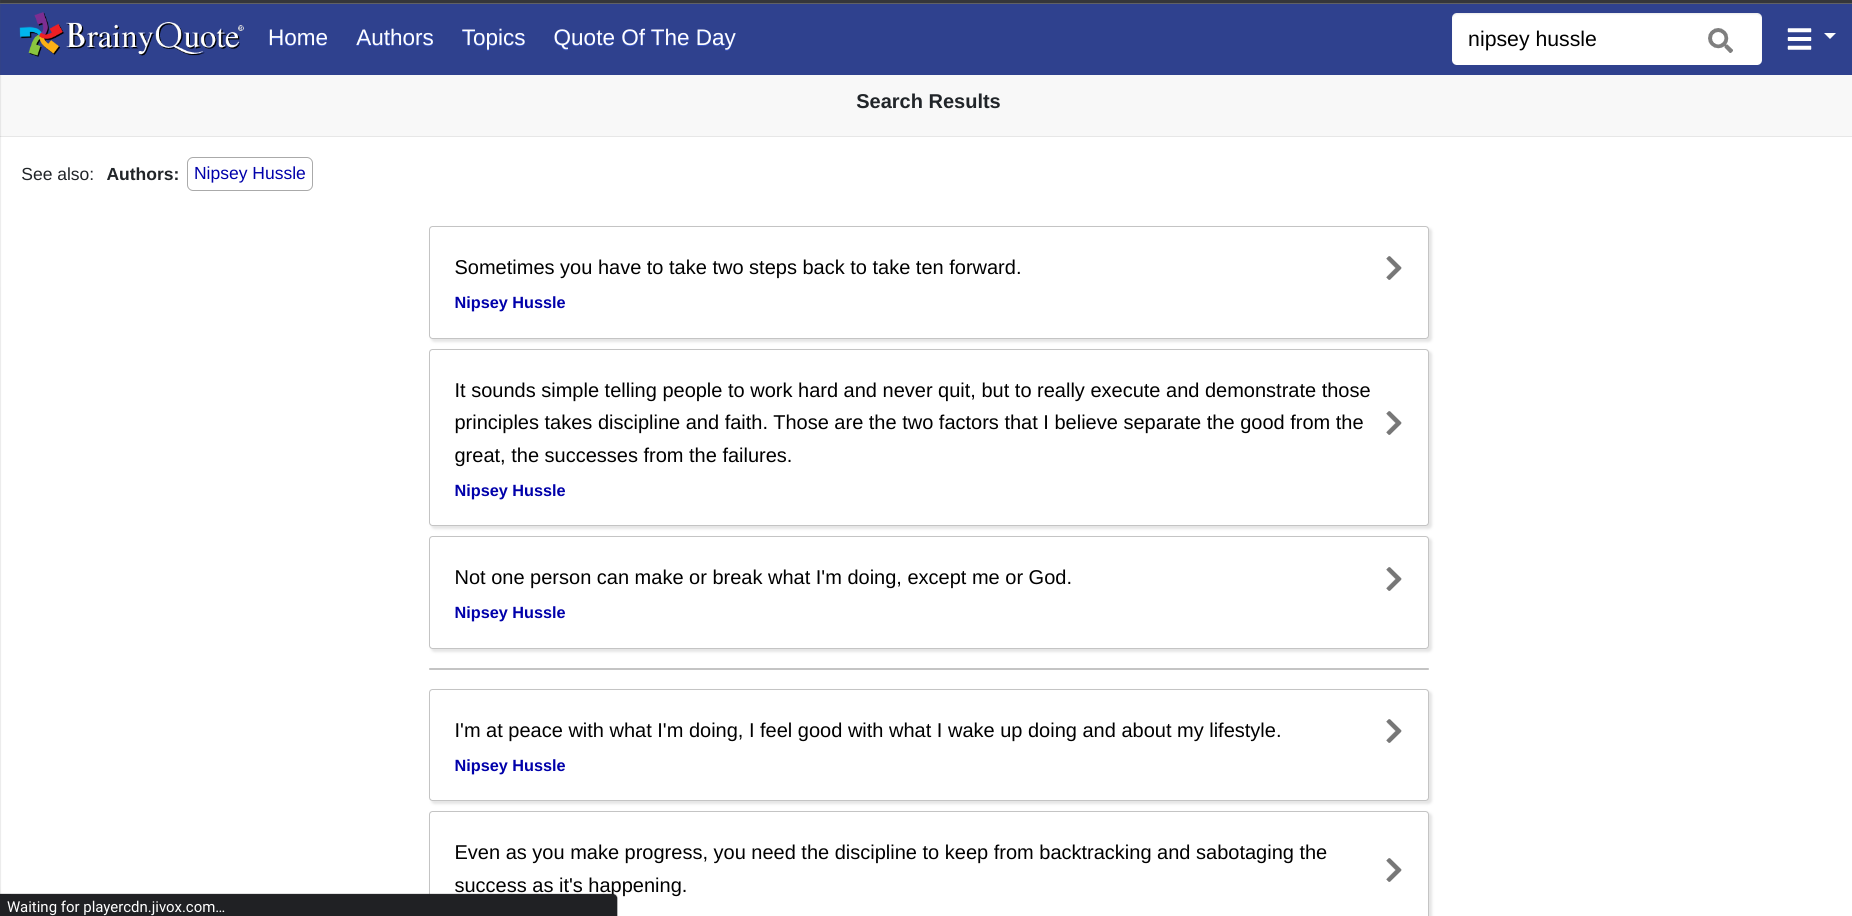 BrainyQuote®
Home Authors Topics Quote Of The Day
nipsey hussle
Search Results
See also: Authors: Nipsey Hussle
Sometimes you have to take two steps back to take ten forward.
Nipsey Hussle
It sounds simple telling people to work hard and never quit, but to really execute and demonstrate those
principles takes discipline and faith. Those are the two factors that I believe separate the good from the
great, the successes from the failures.
Nipsey Hussle
Not one person can make or break what I'm doing, except me or God.
Nipsey Hussle
I'm at peace with what I'm doing, I feel good with what I wake up doing and about my lifestyle.
Nipsey Hussle
Even as you make progress, you need the discipline to keep from backtracking and sabotaging the
success as it's happening.
Waiting for playercdn.jivox.com...